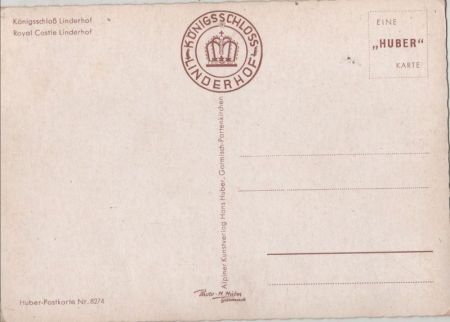 Königsschloß Linderhof
Royal Castle Linderhof
KÖNIGSSCHLOSS
LINDERHOF
EINE
„HUBER"
KARTE
Alpiner Kunstverlag Hans Huber, Garmisch-Partenkirchen
Photo-H. Huber
Garmisch
Huber-Postkarte Nr. 8274